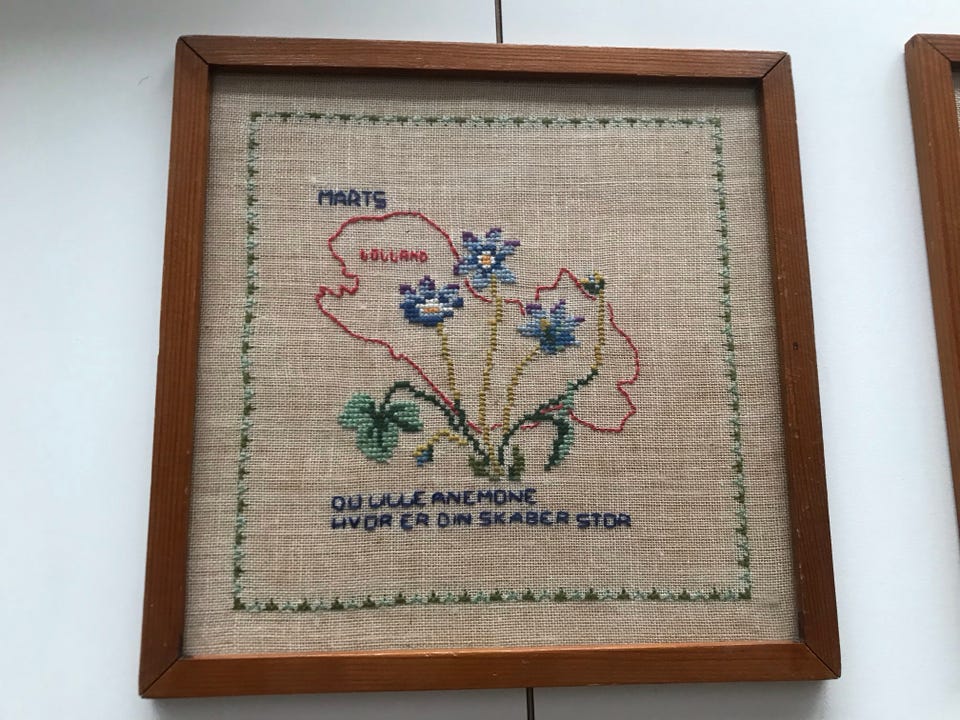 MARTS
LOLLAND
DU LILLE ANEMONE
HVOR ER DIN SKABER STOR